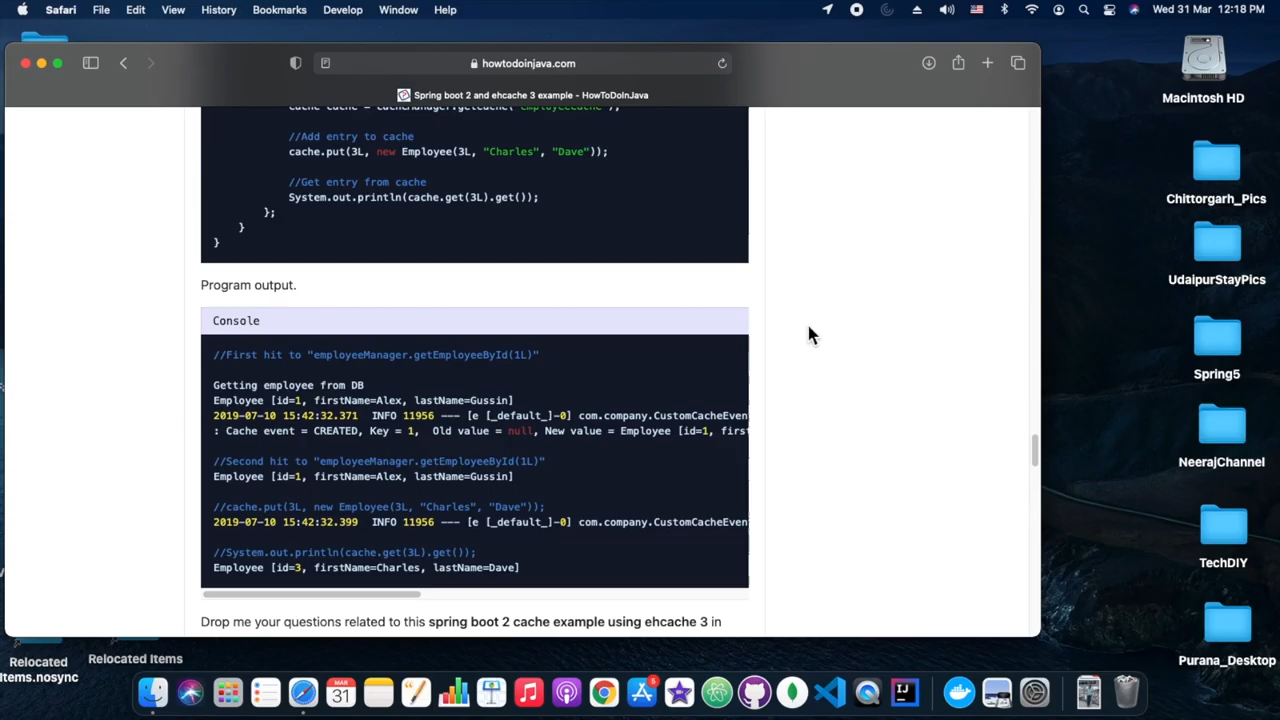 Safari File Edit View History Bookmarks Develop Window Help Wed 31 Mar 12:18 PM
howtodoinjava.com
Spring boot 2 and ehcache 3 example - HowToDoInJava
Cache cache = cacheManager.getCache("employeeCache");
//Add entry to cache
cache.put(3L, new Employee(3L, "Charles", "Dave"));
//Get entry from cache
System.out.println(cache.get(3L).get());
};
}
}
Program output.
Console
//First hit to "employeeManager.getEmployeeById(1L)"
Getting employee from DB
Employee [id=1, firstName=Alex, lastName=Gussin]
2019-07-10 15:42:32.371 INFO 11956 --- [e [_default_]-0] com.company.CustomCacheEven
: Cache event = CREATED, Key = 1, Old value = null, New value = Employee [id=1, first
//Second hit to "employeeManager.getEmployeeById(1L)"
Employee [id=1, firstName=Alex, lastName=Gussin]
//cache.put(3L, new Employee(3L, "Charles", "Dave"));
2019-07-10 15:42:32.399 INFO 11956 --- [e [_default_]-0] com.company.CustomCacheEven
//System.out.println(cache.get(3L).get());
Employee [id=3, firstName=Charles, lastName=Dave]
Drop me your questions related to this spring boot 2 cache example using ehcache 3 in
Macintosh HD
Chittorgarh_Pics
UdaipurStayPics
Spring5
NeerajChannel
TechDIY
Purana_Desktop
Relocated
Items.nosync
Relocated Items
MAR
31
5